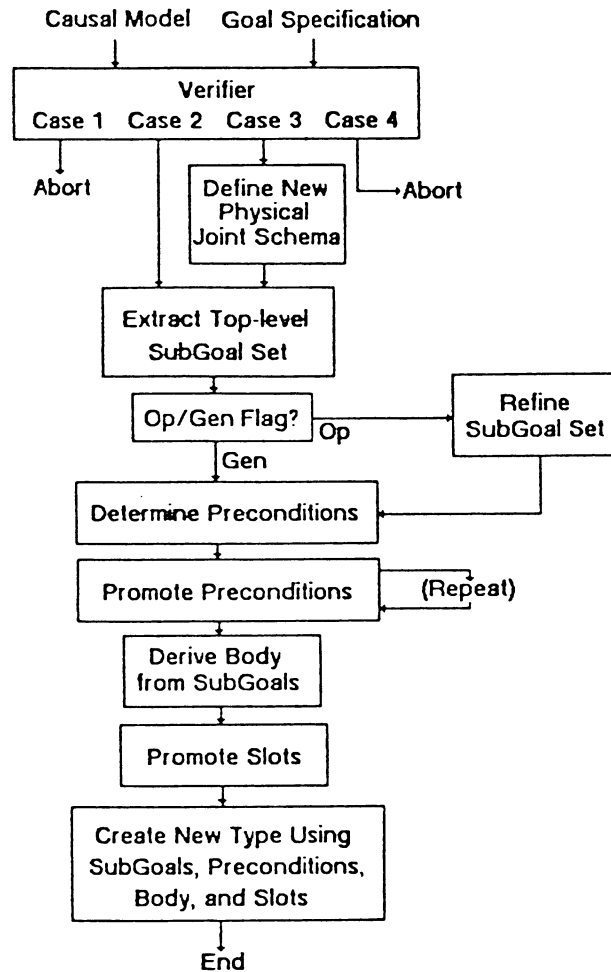 Causal Model Goal Specification
Verifier
Case 1 Case 2 Case 3 Case 4
Abort
Define New
Physical
Joint Schema
Abort
Extract Top-level
SubGoal Set
Op/Gen Flag?
Op
Refine
SubGoal Set
Gen
Determine Preconditions
Promote Preconditions
(Repeat)
Derive Body
from SubGoals
Promote Slots
Create New Type Using
SubGoals, Preconditions,
Body, and Slots
End